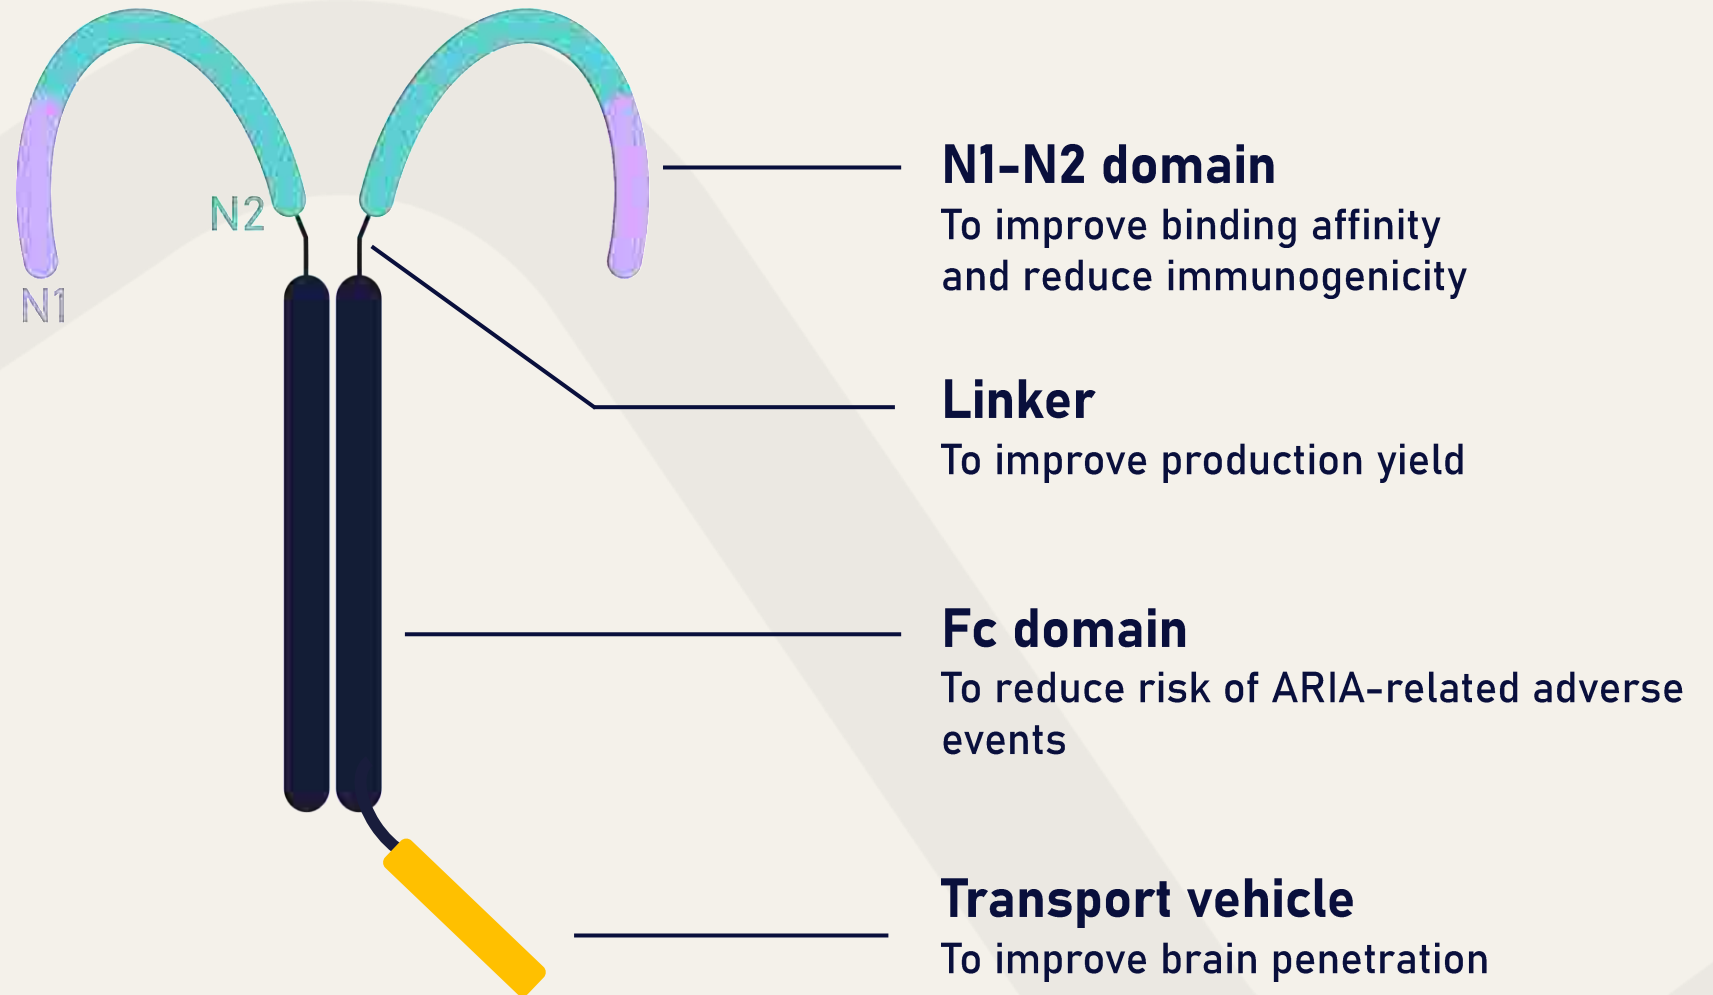 N2
N1
N1-N2 domain
To improve binding affinity
and reduce immunogenicity
Linker
To improve production yield
Fc domain
To reduce risk of ARIA-related adverse
events
Transport vehicle
To improve brain penetration